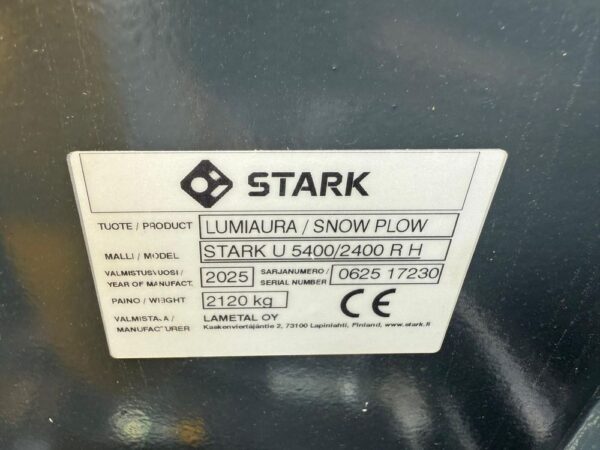 STARK
TUOTE / PRODUCT LUMIAURA / SNOW PLOW
MALLI / MODEL STARK U 5400/2400 R H
VALMISTUSVUOSI / YEAR OF MANUFACT. 2025 SARJANUMERO / SERIAL NUMBER 0625 17230
PAINO / WEIGHT 2120 kg CE
VALMISTAJA / MANUFACTURER LAMETAL OY
Kaakenviertäjäntie 2, 73100 Lapinlahti, Finland, www.stark.fi